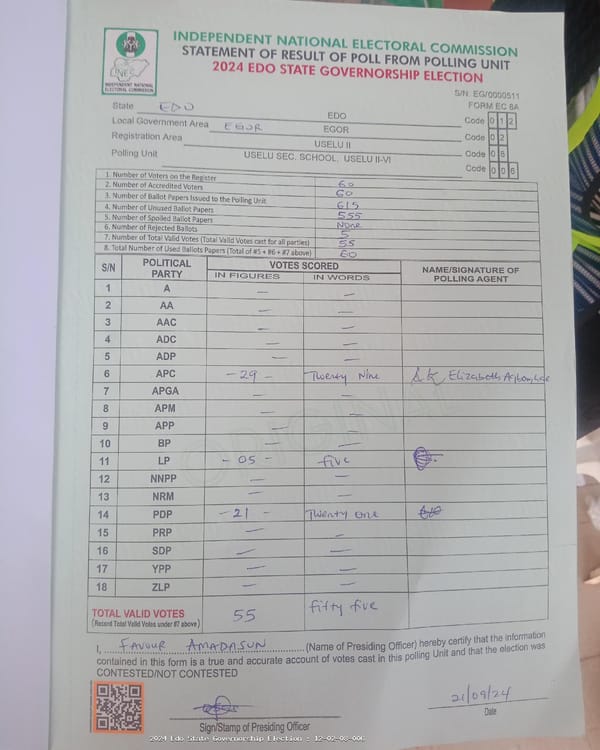 INDEPENDENT NATIONAL ELECTORAL COMMISSION
STATEMENT OF RESULT OF POLL FROM POLLING UNIT
2024 EDO STATE GOVERNORSHIP ELECTION
INEC
INDEPENDENT NATIONAL ELECTORAL COMMISSION
S/N. EG/0000511
FORM EC 8A
State EDO EDO Code 0 1 2
Local Government Area EGOR EGOR Code 0 2
Registration Area USELU II Code 0 8
Polling Unit USELU SEC. SCHOOL, USELU II-VI Code 0 0 6
1. Number of Voters on the Register
2. Number of Accredited Voters 60
3. Number of Ballot Papers Issued to the Polling Unit 615
4. Number of Unused Ballot Papers 555
5. Number of Spoiled Ballot Papers None
6. Number of Rejected Ballots 5
7. Number of Total Valid Votes (Total Valid Votes cast for all parties) 55
8. Total Number of Used Ballots Papers (Total of #5 + #6 + #7 above) 60
S/N POLITICAL PARTY VOTES SCORED NAME/SIGNATURE OF POLLING AGENT
IN FIGURES IN WORDS
1 A — —
2 AA — —
3 AAC — —
4 ADC — —
5 ADP — —
6 APC - 29 - Twenty Nine Elizabeth
7 APGA — —
8 APM — —
9 APP — —
10 BP — —
11 LP - 05 - five
12 NNPP — —
13 NRM — —
14 PDP - 21 - Twenty One
15 PRP — —
16 SDP — —
17 YPP — —
18 ZLP — —
TOTAL VALID VOTES 55 fifty five
(Record Total Valid Votes under #7 above)
I, FAVOUR AMADASUN (Name of Presiding Officer) hereby certify that the information
contained in this form is a true and accurate account of votes cast in this polling Unit and that the election was
CONTESTED/NOT CONTESTED
21/09/24
Sign/Stamp of Presiding Officer Date
2024 Edo State Governorship Election : 12-02-08-006